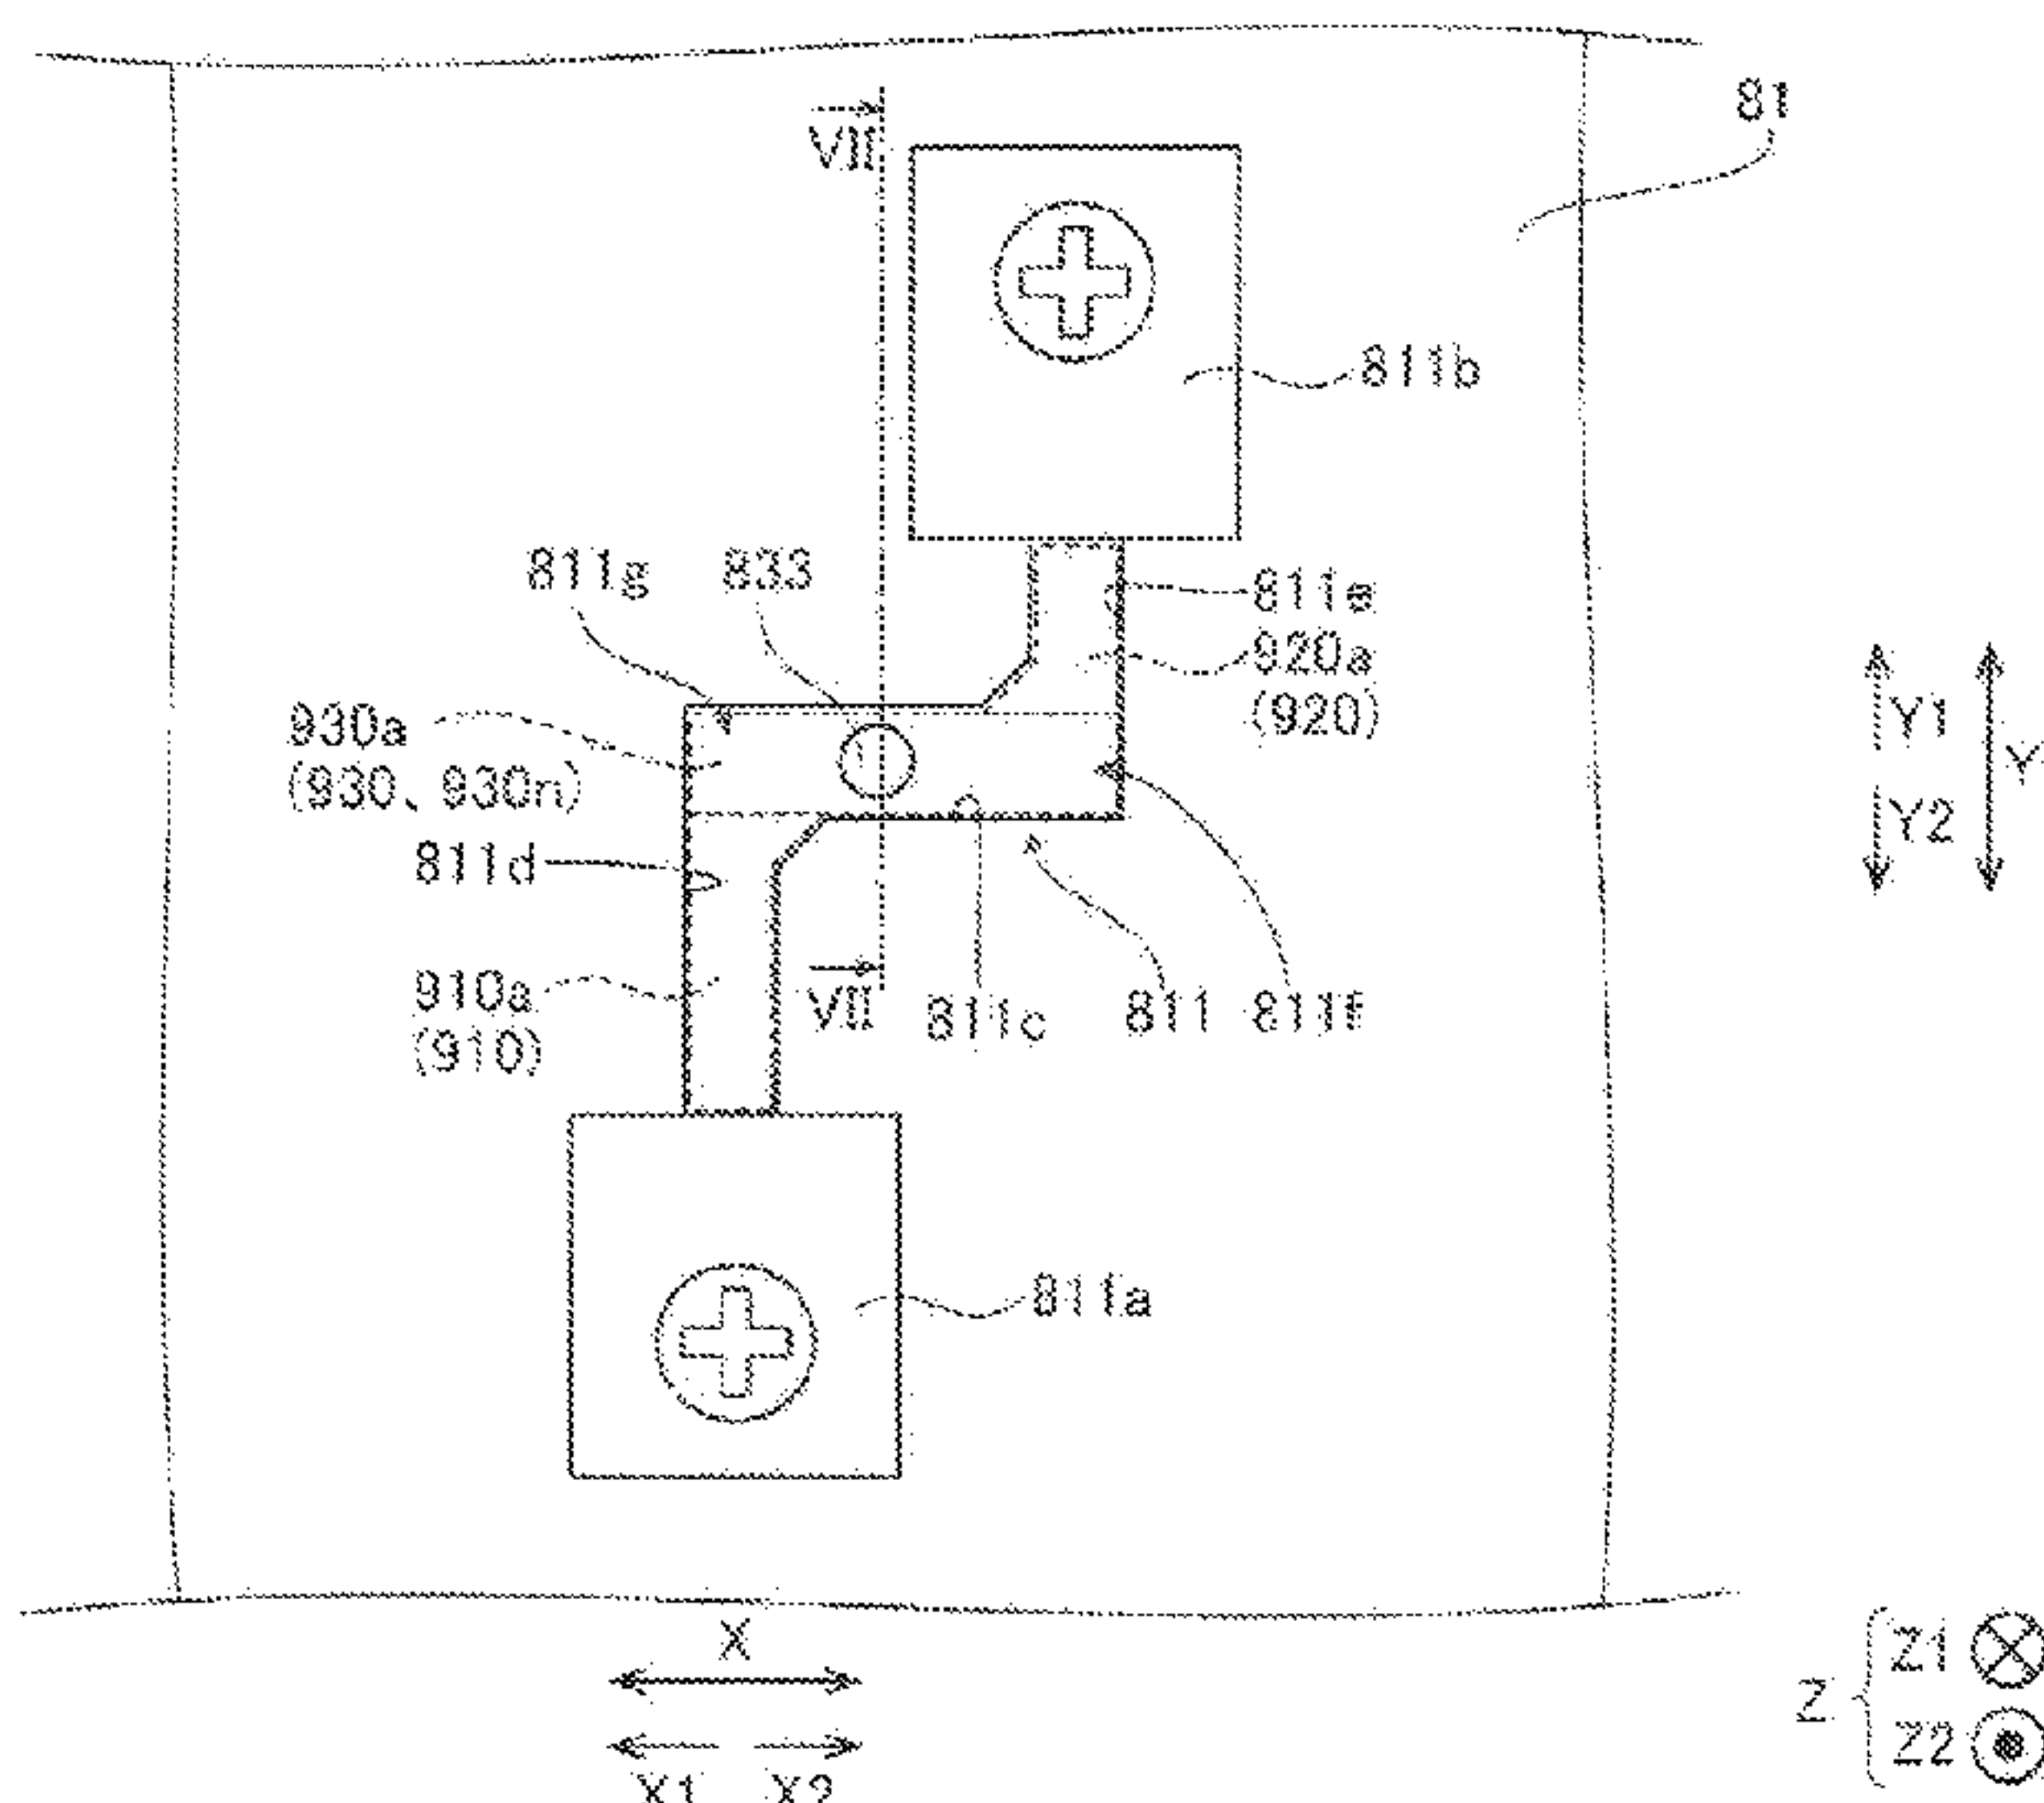 81
VII
811b
811g
833
811e
920a
(920)
930a
(930、930n)
Y1
Y
Y2
811d
910a
(910)
VII
811c
811
811f
811a
X
X1
X2
Z
Z1
Z2